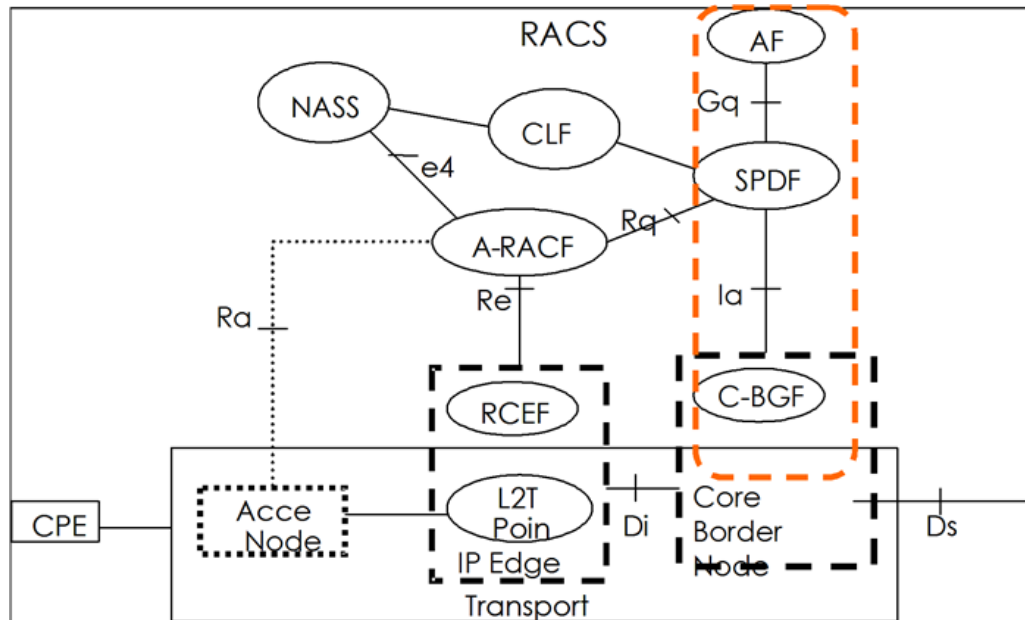 RACS
AF
NASS
Gq
CLF
e4
SPDF
Rq
A-RACF
Re
Ia
Ra
C-BGF
RCEF
L2T
Poin
IP Edge
Acce
Node
CPE
Di
Core
Border
Node
Ds
Transport